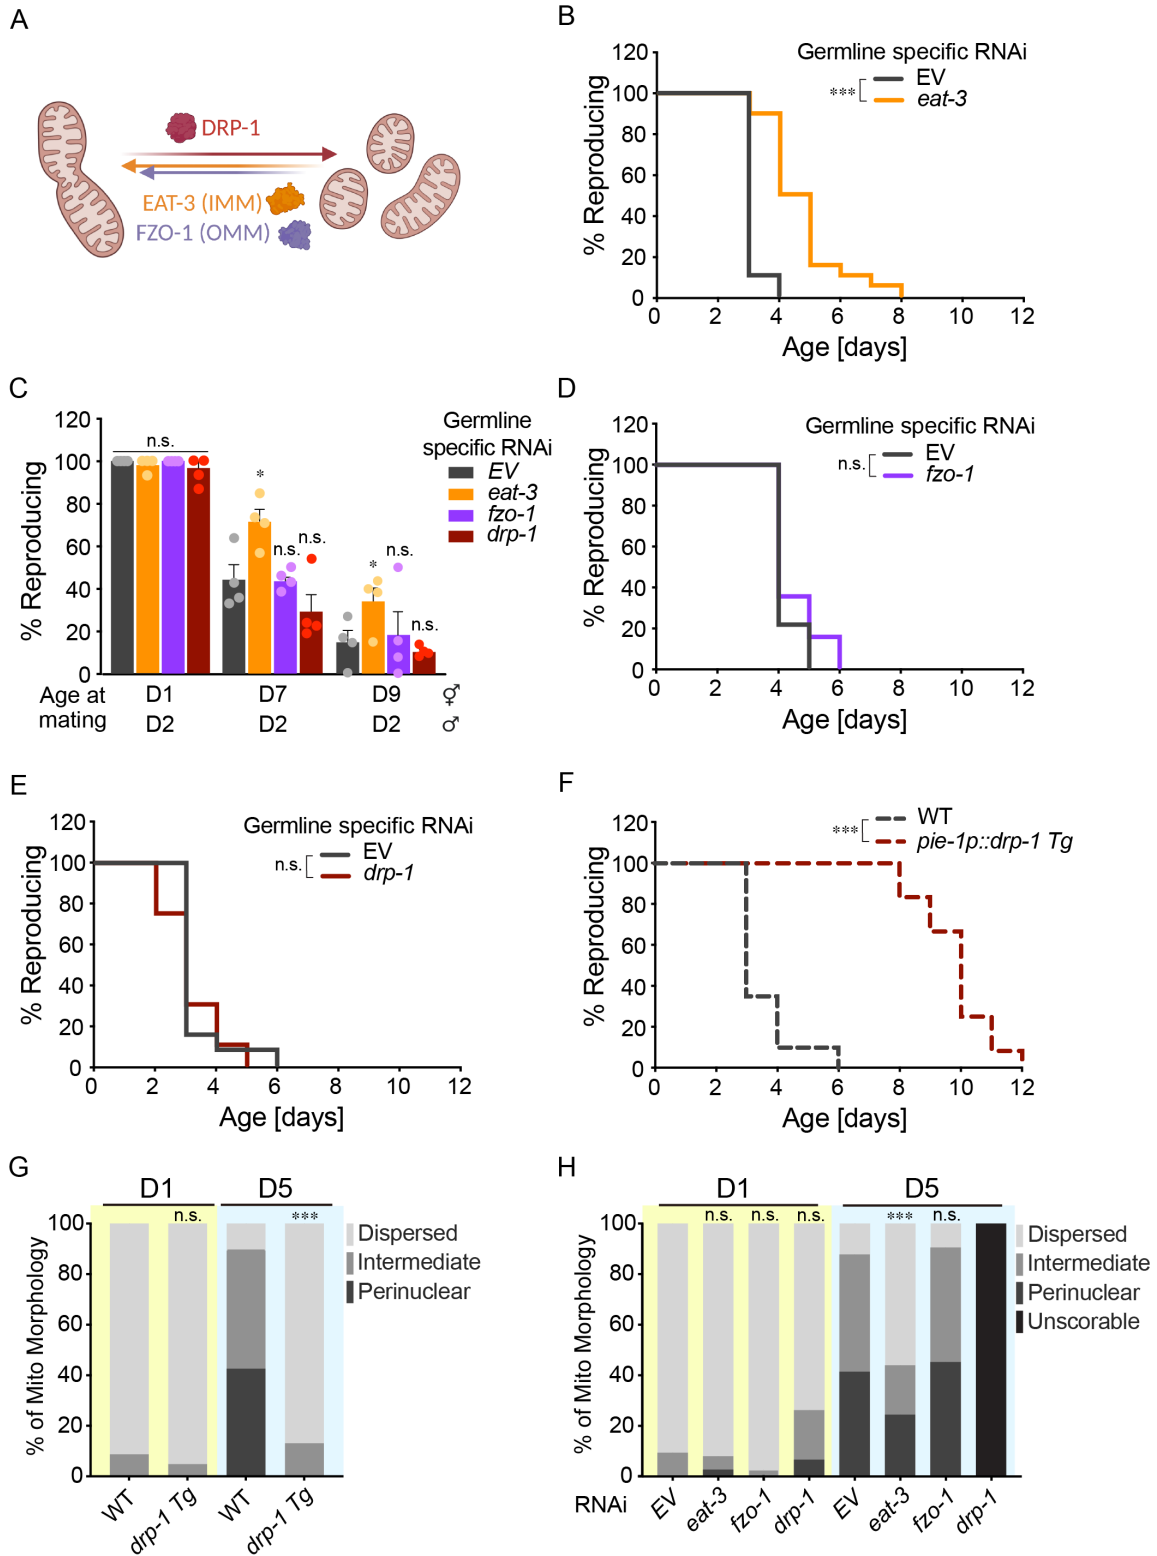 A
DRP-1
EAT-3 (IMM)
FZO-1 (OMM)
B
Germline specific RNAi
EV
eat-3
***
% Reproducing
120
100
80
60
40
20
0
0 2 4 6 8 10 12
Age [days]
C
Germline
specific RNAi
EV
eat-3
fzo-1
drp-1
% Reproducing
120
100
80
60
40
20
0
n.s.
*
n.s.
n.s.
*
n.s.
n.s.
Age at
mating
D1 D7 D9 ⚥
D2 D2 D2 ♂
D
Germline specific RNAi
EV
fzo-1
n.s.
% Reproducing
120
100
80
60
40
20
0
0 2 4 6 8 10 12
Age [days]
E
Germline specific RNAi
EV
drp-1
n.s.
% Reproducing
120
100
80
60
40
20
0
0 2 4 6 8 10 12
Age [days]
F
WT
pie-1p::drp-1 Tg
***
% Reproducing
120
100
80
60
40
20
0
0 2 4 6 8 10 12
Age [days]
G
D1 D5
n.s. ***
% of Mito Morphology
100
80
60
40
20
0
Dispersed
Intermediate
Perinuclear
WT drp-1 Tg WT drp-1 Tg
H
D1 D5
n.s. n.s. n.s. *** n.s.
% of Mito Morphology
100
80
60
40
20
0
Dispersed
Intermediate
Perinuclear
Unscorable
RNAi EV eat-3 fzo-1 drp-1 EV eat-3 fzo-1 drp-1